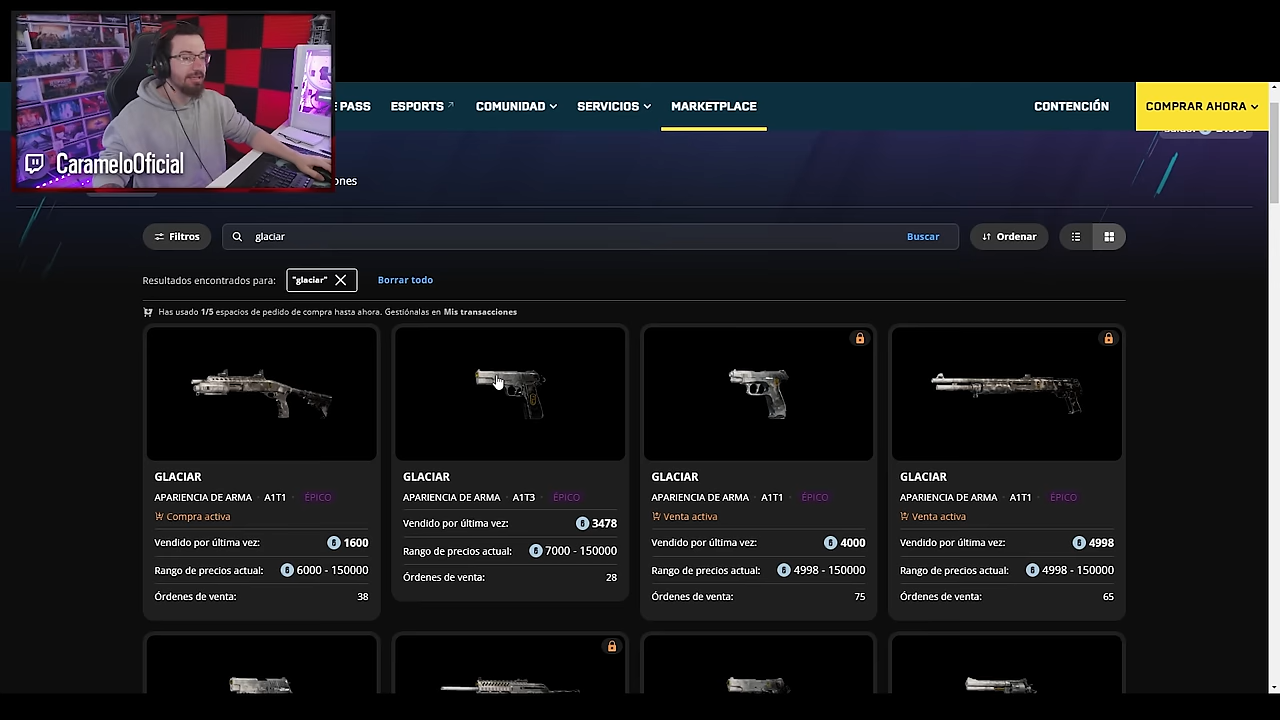 PASS
ESPORTS
COMUNIDAD
SERVICIOS
MARKETPLACE
CONTENCIÓN
COMPRAR AHORA
CarameloOficial
ones
Filtros
glaciar
Buscar
Ordenar
Resultados encontrados para:
"glaciar"
Borrar todo
Has usado 1/5 espacios de pedido de compra hasta ahora. Gestiónalas en Mis transacciones
GLACIAR
APARIENCIA DE ARMA · A1T1 · ÉPICO
Compra activa
Vendido por última vez: 1600
Rango de precios actual: 6000 - 150000
Órdenes de venta: 38
GLACIAR
APARIENCIA DE ARMA · A1T3 · ÉPICO
Vendido por última vez: 3478
Rango de precios actual: 7000 - 150000
Órdenes de venta: 28
GLACIAR
APARIENCIA DE ARMA · A1T1 · ÉPICO
Venta activa
Vendido por última vez: 4000
Rango de precios actual: 4998 - 150000
Órdenes de venta: 75
GLACIAR
APARIENCIA DE ARMA · A1T1 · ÉPICO
Venta activa
Vendido por última vez: 4998
Rango de precios actual: 4998 - 150000
Órdenes de venta: 65